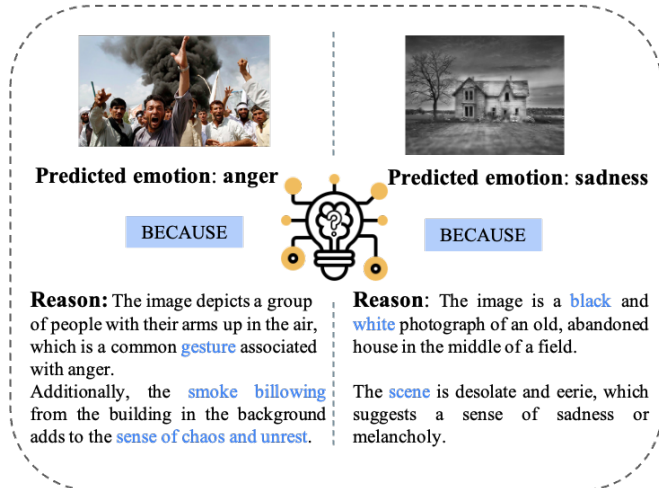 Predicted emotion: anger
BECAUSE
Reason: The image depicts a group
of people with their arms up in the air,
which is a common gesture associated
with anger.
Additionally, the smoke billowing
from the building in the background
adds to the sense of chaos and unrest.
Predicted emotion: sadness
BECAUSE
Reason: The image is a black and
white photograph of an old, abandoned
house in the middle of a field.
The scene is desolate and eerie, which
suggests a sense of sadness or
melancholy.
?